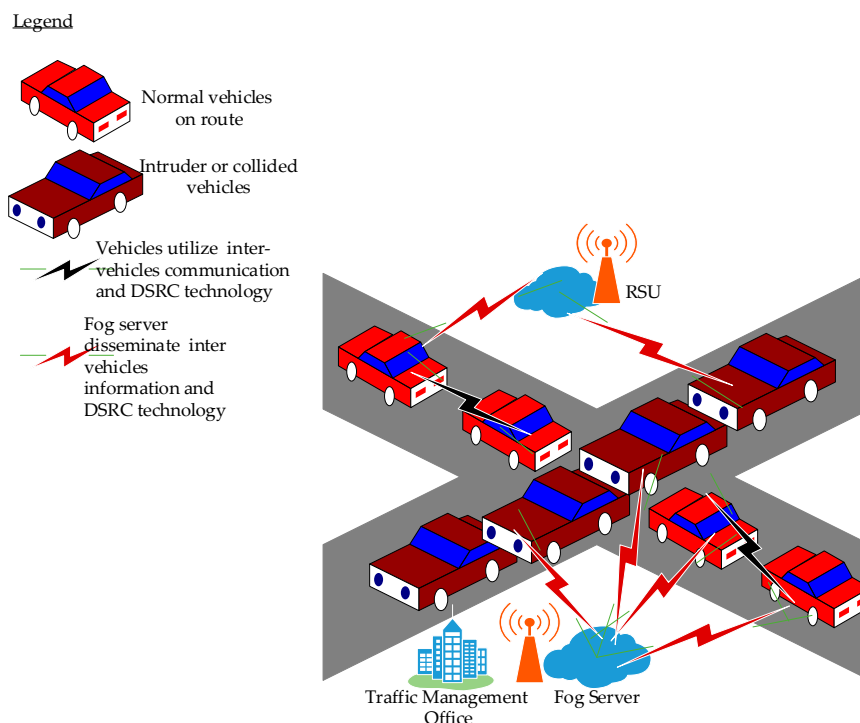 Legend
Normal vehicles
on route
Intruder or collided
vehicles
Vehicles utilize inter-
vehicles communication
and DSRC technology
Fog server
disseminate inter
vehicles
information and
DSRC technology
RSU
Traffic Management
Office
Fog Server